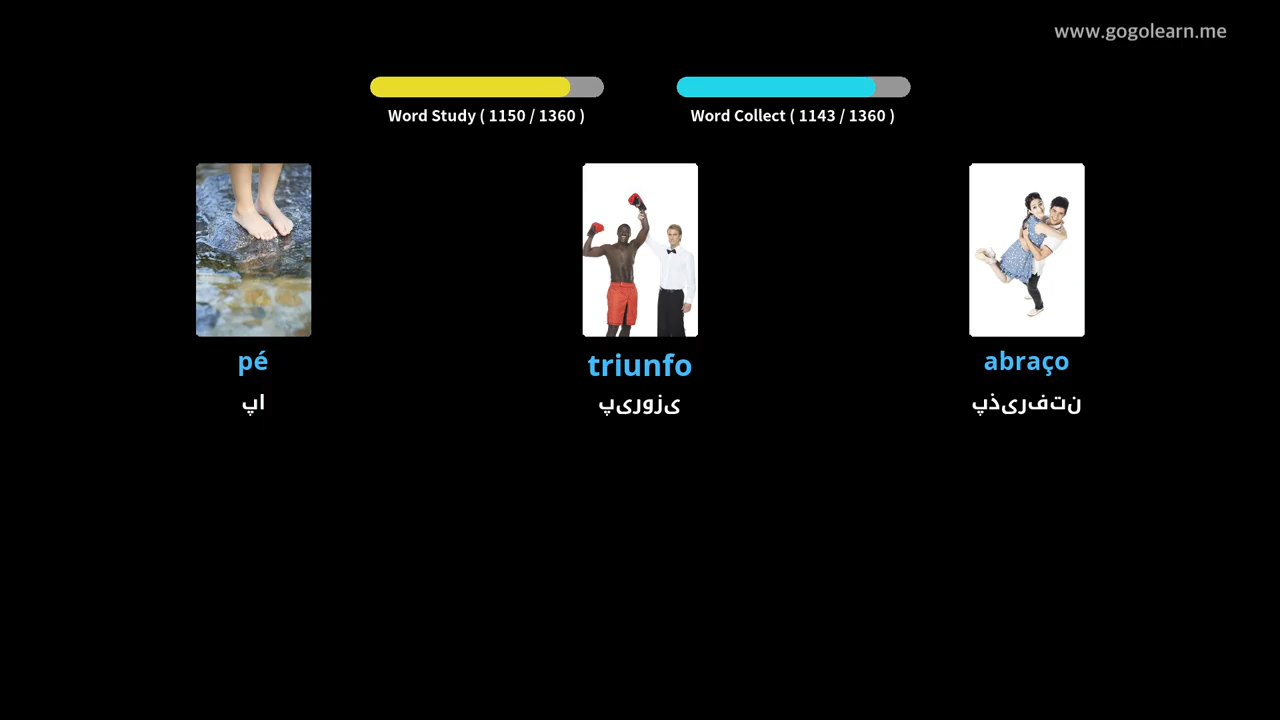 www.gogolearn.me
Word Study ( 1150 / 1360 )
Word Collect ( 1143 / 1360 )
pé
triunfo
abraço
اپ
یزوریپ
نتفریذپ